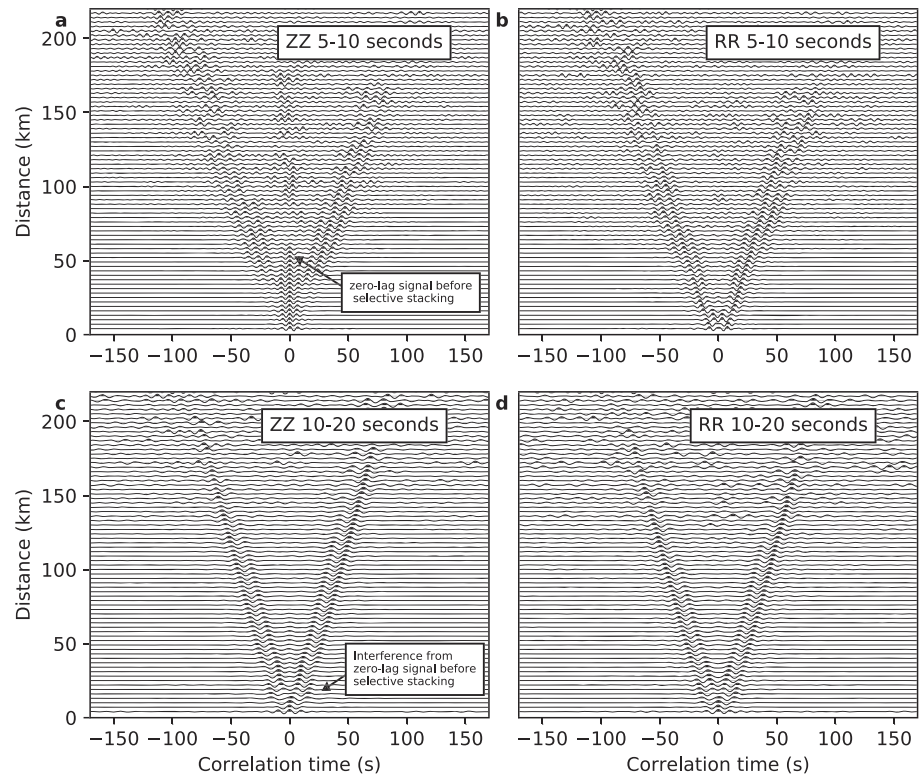 a
ZZ 5-10 seconds
b
RR 5-10 seconds
200
150
100
50
0
Distance (km)
zero-lag signal before
selective stacking
−150 −100 −50 0 50 100 150
−150 −100 −50 0 50 100 150
c
ZZ 10-20 seconds
d
RR 10-20 seconds
200
150
100
50
0
Distance (km)
Interference from
zero-lag signal before
selective stacking
−150 −100 −50 0 50 100 150
−150 −100 −50 0 50 100 150
Correlation time (s)
Correlation time (s)